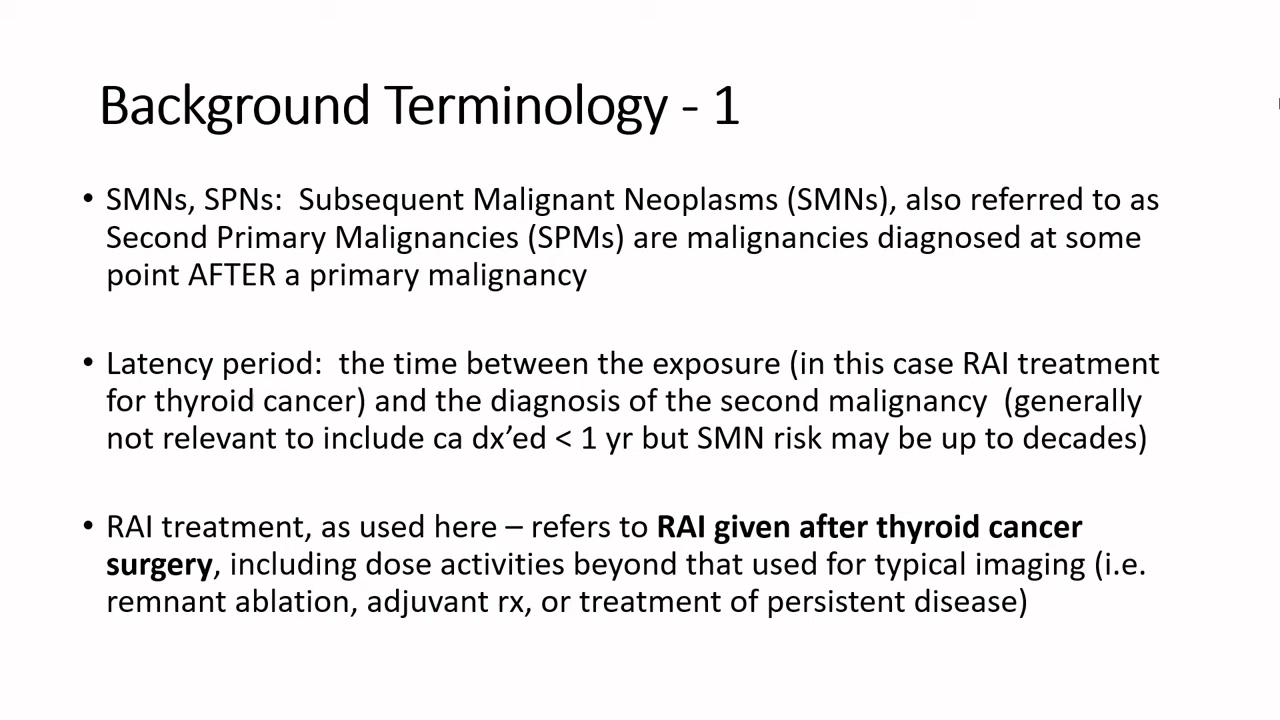 Background Terminology - 1
• SMNs, SPNs:  Subsequent Malignant Neoplasms (SMNs), also referred to as
Second Primary Malignancies (SPMs) are malignancies diagnosed at some
point AFTER a primary malignancy
• Latency period:  the time between the exposure (in this case RAI treatment
for thyroid cancer) and the diagnosis of the second malignancy  (generally
not relevant to include ca dx’ed < 1 yr but SMN risk may be up to decades)
• RAI treatment, as used here – refers to RAI given after thyroid cancer
surgery, including dose activities beyond that used for typical imaging (i.e.
remnant ablation, adjuvant rx, or treatment of persistent disease)